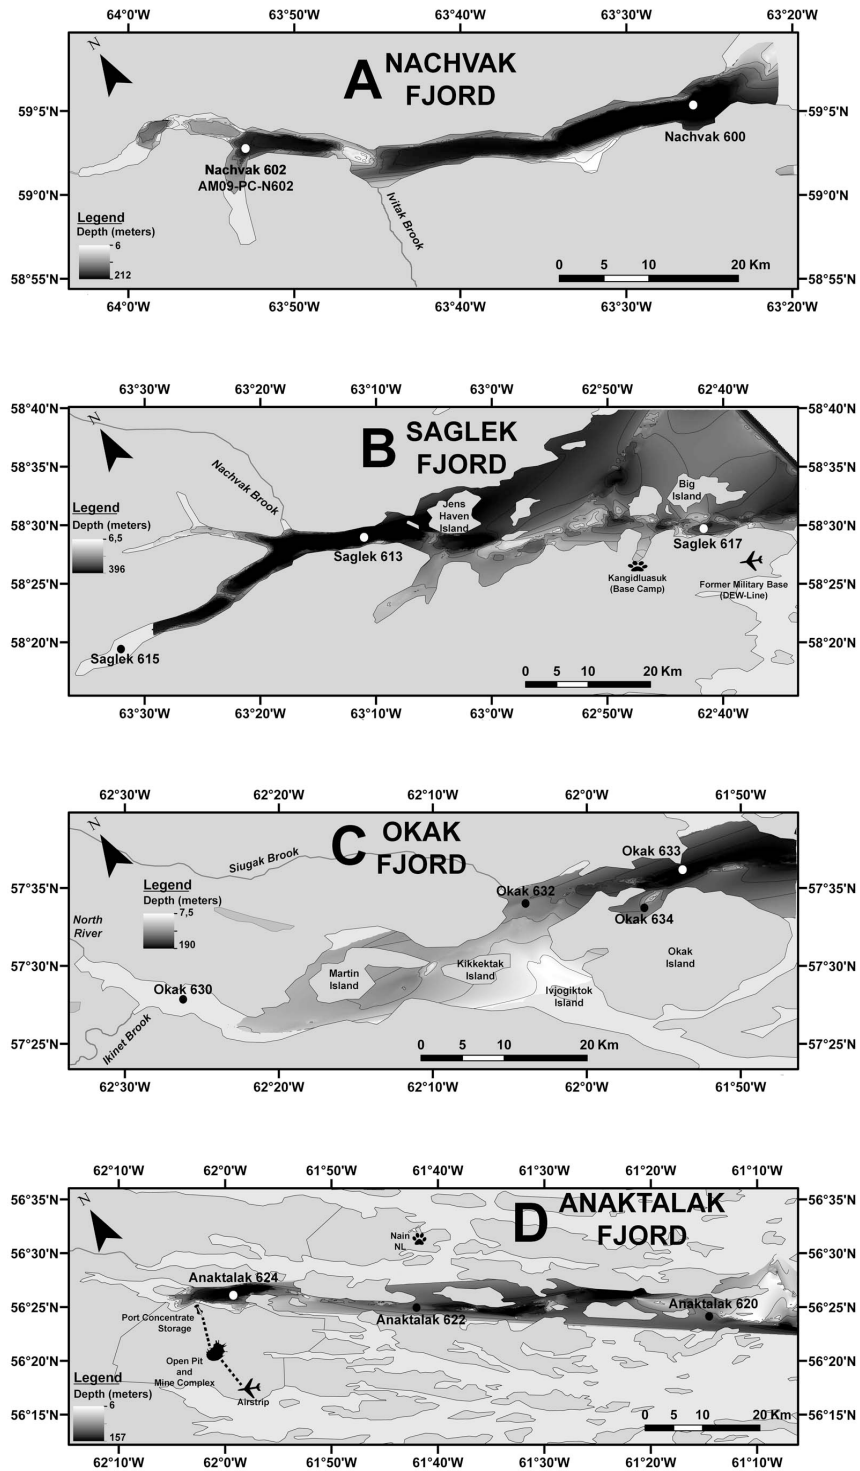 64°0'W 63°50'W 63°40'W 63°30'W 63°20'W
N
A NACHVAK
FJORD
59°5'N 59°5'N
Nachvak 600
Nachvak 602
AM09-PC-N602
59°0'N 59°0'N
Ivitak Brook
Legend
Depth (meters)
6
212
0 5 10 20 Km
58°55'N 58°55'N
64°0'W 63°50'W 63°40'W 63°30'W 63°20'W
63°30'W 63°20'W 63°10'W 63°0'W 62°50'W 62°40'W
58°40'N 58°40'N
N
B SAGLEK
FJORD
58°35'N 58°35'N
Nachvak Brook
Big
Island
Jens
Haven
Island
Legend
Depth (meters)
6,5
396
58°30'N 58°30'N
Saglek 613
Saglek 617
Kangidluasuk
(Base Camp)
Former Military Base
(DEW-Line)
58°25'N 58°25'N
58°20'N 58°20'N
Saglek 615
0 5 10 20 Km
63°30'W 63°20'W 63°10'W 63°0'W 62°50'W 62°40'W
62°30'W 62°20'W 62°10'W 62°0'W 61°50'W
N
C OKAK
FJORD
Siugak Brook
Okak 633
57°35'N 57°35'N
Legend
Depth (meters)
7,5
190
Okak 632
Okak 634
North
River
Okak
Island
57°30'N 57°30'N
Kikkektak
Island
Martin
Island
Okak 630
Ivjogiktok
Island
Ikinet Brook
57°25'N 57°25'N
0 5 10 20 Km
62°30'W 62°20'W 62°10'W 62°0'W 61°50'W
62°10'W 62°0'W 61°50'W 61°40'W 61°30'W 61°20'W 61°10'W
56°35'N 56°35'N
N
D ANAKTALAK
FJORD
Nain
NL
56°30'N 56°30'N
Anaktalak 624
56°25'N 56°25'N
Anaktalak 620
Anaktalak 622
Port Concentrate
Storage
56°20'N 56°20'N
Open Pit
and
Mine Complex
Airstrip
Legend
Depth (meters)
6
157
56°15'N 56°15'N
0 5 10 20 Km
62°10'W 62°0'W 61°50'W 61°40'W 61°30'W 61°20'W 61°10'W